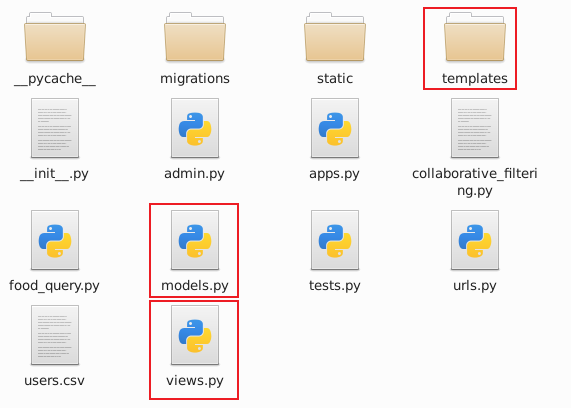 __pycache__
migrations
static
templates
__init__.py
admin.py
apps.py
collaborative_filteri
ng.py
food_query.py
models.py
tests.py
urls.py
users.csv
views.py